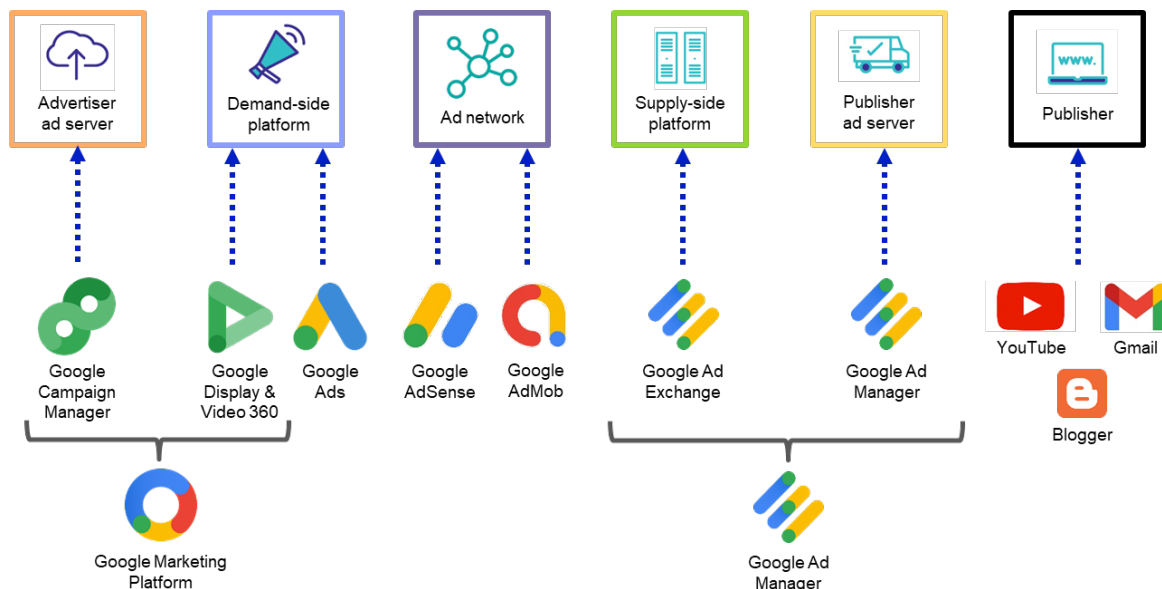 Advertiser
ad server
Demand-side
platform
Ad network
Supply-side
platform
Publisher
ad server
www.
Publisher
Google
Campaign
Manager
Google
Display &
Video 360
Google
Ads
Google
AdSense
Google
AdMob
Google Ad
Exchange
Google Ad
Manager
YouTube
Gmail
Blogger
Google Marketing
Platform
Google Ad
Manager